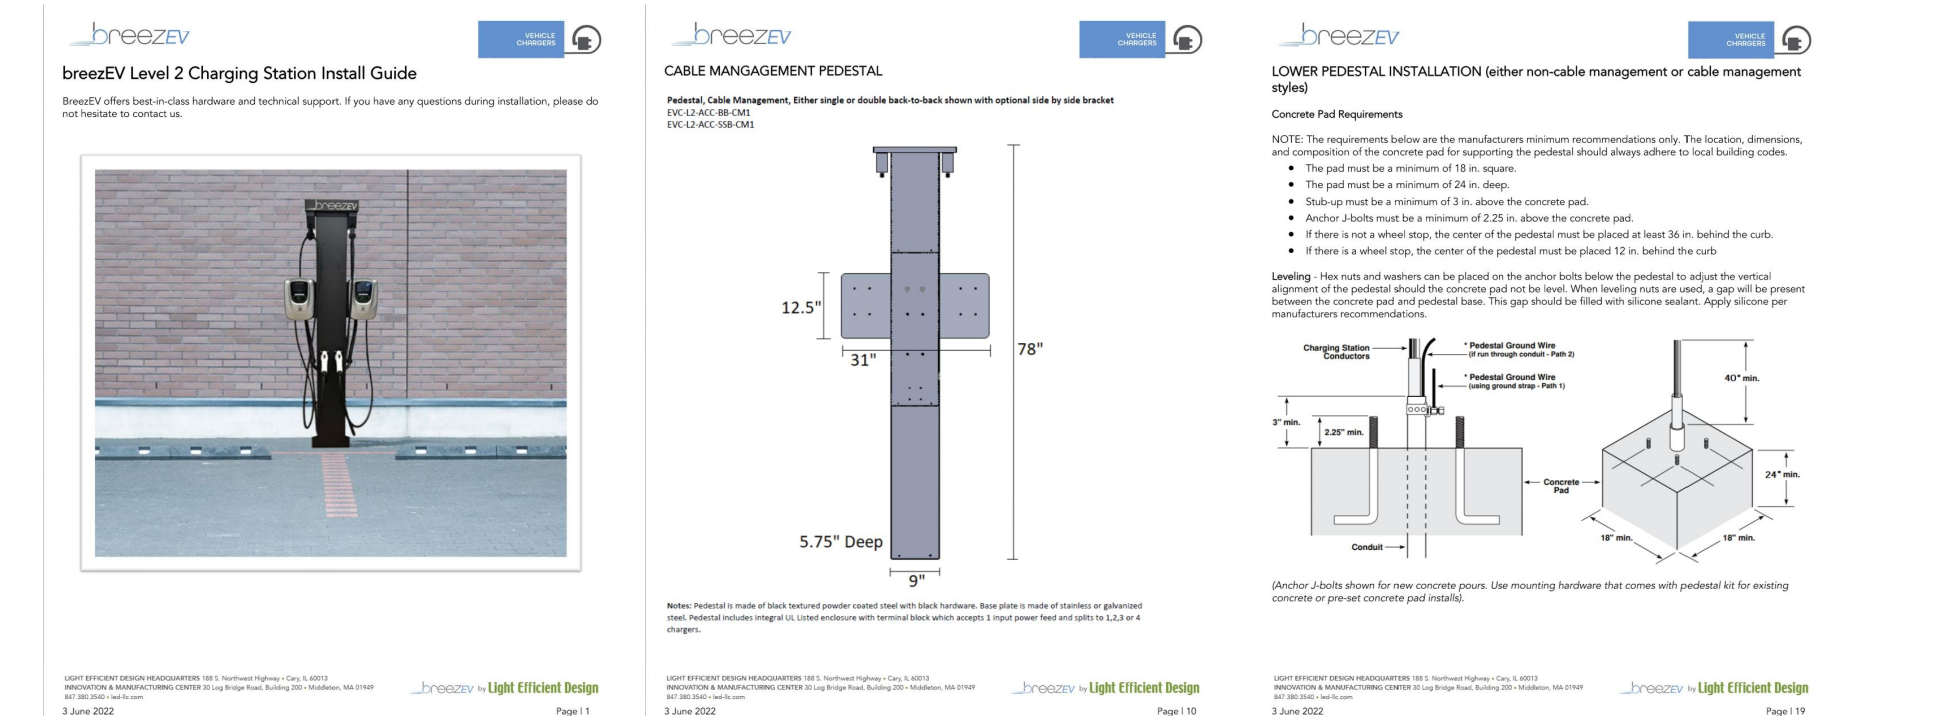 breezEV
VEHICLE
CHARGERS
breezEV Level 2 Charging Station Install Guide
BreezEV offers best-in-class hardware and technical support. If you have any questions during installation, please do
not hesitate to contact us.
breezEV
LIGHT EFFICIENT DESIGN HEADQUARTERS 188 S. Northwest Highway • Cary, IL 60013
INNOVATION & MANUFACTURING CENTER 30 Log Bridge Road, Building 200 • Middleton, MA 01949
847.380.3540 • led-llc.com
breezEV by Light Efficient Design
3 June 2022
Page | 1
breezEV
VEHICLE
CHARGERS
CABLE MANGAGEMENT PEDESTAL
Pedestal, Cable Management, Either single or double back-to-back shown with optional side by side bracket
EVC-L2-ACC-BB-CM1
EVC-L2-ACC-SSB-CM1
12.5"
31"
78"
5.75" Deep
9"
Notes: Pedestal is made of black textured powder coated steel with black hardware. Base plate is made of stainless or galvanized
steel. Pedestal includes integral UL Listed enclosure with terminal block which accepts 1 input power feed and splits to 1,2,3 or 4
chargers.
LIGHT EFFICIENT DESIGN HEADQUARTERS 188 S. Northwest Highway • Cary, IL 60013
INNOVATION & MANUFACTURING CENTER 30 Log Bridge Road, Building 200 • Middleton, MA 01949
847.380.3540 • led-llc.com
breezEV by Light Efficient Design
3 June 2022
Page | 10
breezEV
VEHICLE
CHARGERS
LOWER PEDESTAL INSTALLATION (either non-cable management or cable management
styles)
Concrete Pad Requirements
NOTE: The requirements below are the manufacturers minimum recommendations only. The location, dimensions,
and composition of the concrete pad for supporting the pedestal should always adhere to local building codes.
• The pad must be a minimum of 18 in. square.
• The pad must be a minimum of 24 in. deep.
• Stub-up must be a minimum of 3 in. above the concrete pad.
• Anchor J-bolts must be a minimum of 2.25 in. above the concrete pad.
• If there is not a wheel stop, the center of the pedestal must be placed at least 36 in. behind the curb.
• If there is a wheel stop, the center of the pedestal must be placed 12 in. behind the curb
Leveling - Hex nuts and washers can be placed on the anchor bolts below the pedestal to adjust the vertical
alignment of the pedestal should the concrete pad not be level. When leveling nuts are used, a gap will be present
between the concrete pad and pedestal base. This gap should be filled with silicone sealant. Apply silicone per
manufacturers recommendations.
Charging Station
Conductors
* Pedestal Ground Wire
(if run through conduit - Path 2)
* Pedestal Ground Wire
(using ground strap - Path 1)
3" min.
2.25" min.
Concrete
Pad
Conduit
40" min.
24" min.
18" min.
18" min.
(Anchor J-bolts shown for new concrete pours. Use mounting hardware that comes with pedestal kit for existing
concrete or pre-set concrete pad installs).
LIGHT EFFICIENT DESIGN HEADQUARTERS 188 S. Northwest Highway • Cary, IL 60013
INNOVATION & MANUFACTURING CENTER 30 Log Bridge Road, Building 200 • Middleton, MA 01949
847.380.3540 • led-llc.com
breezEV by Light Efficient Design
3 June 2022
Page | 19